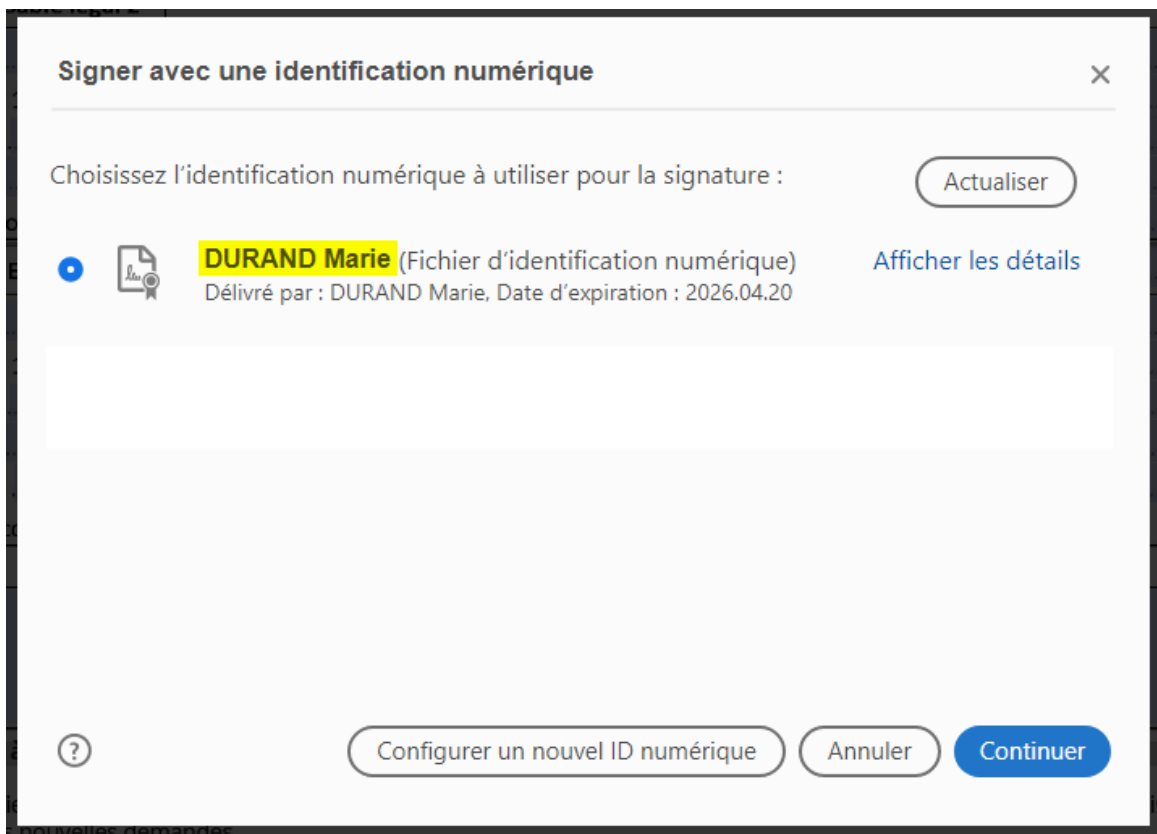 Signer avec une identification numérique
Choisissez l'identification numérique à utiliser pour la signature :
Actualiser
DURAND Marie (Fichier d'identification numérique)
Afficher les détails
Délivré par : DURAND Marie, Date d'expiration : 2026.04.20
?
Configurer un nouvel ID numérique
Annuler
Continuer
nouvelles demandes